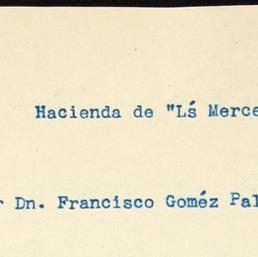 Hacienda de "Lś Merce
r Dn. Francisco Goméz Pal